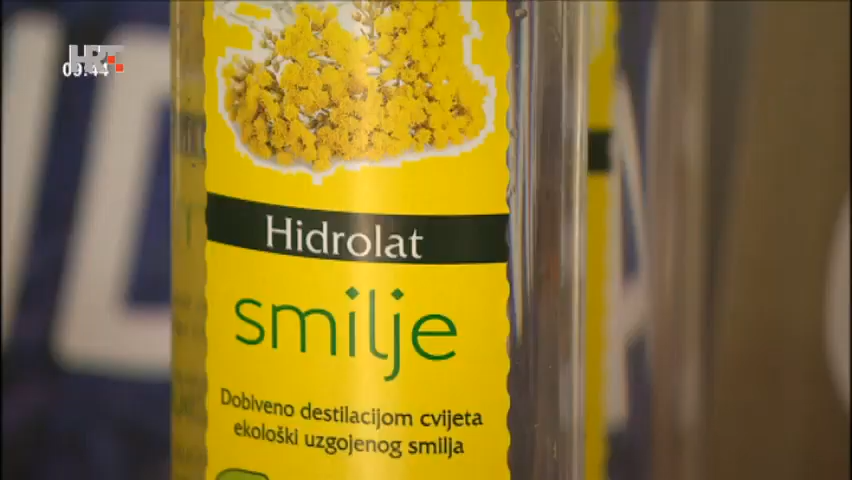 HRT
09:44
Hidrolat
smilje
Dobiveno destilacijom cvijeta
ekološki uzgojenog smilja